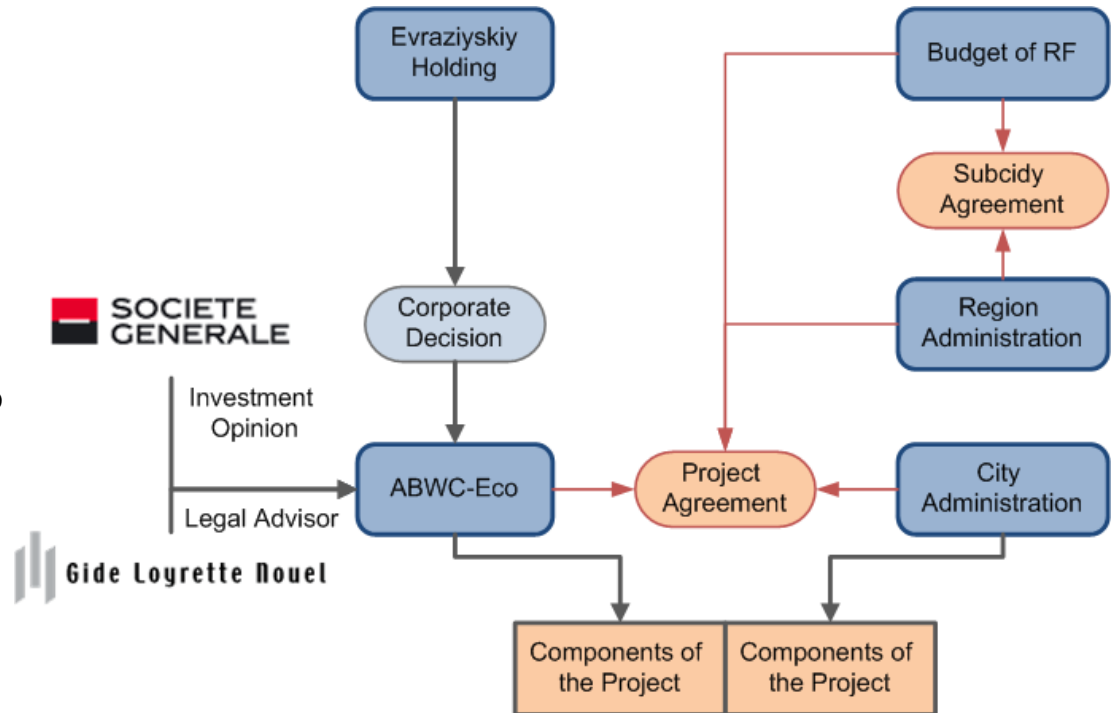 Evraziyskiy
Holding
Budget of RF
Subcidy
Agreement
SOCIETE
GENERALE
Corporate
Decision
Region
Administration
Investment
Opinion
ABWC-Eco
Project
Agreement
City
Administration
Legal Advisor
Gide Loyrette Nouel
Components of
the Project
Components of
the Project